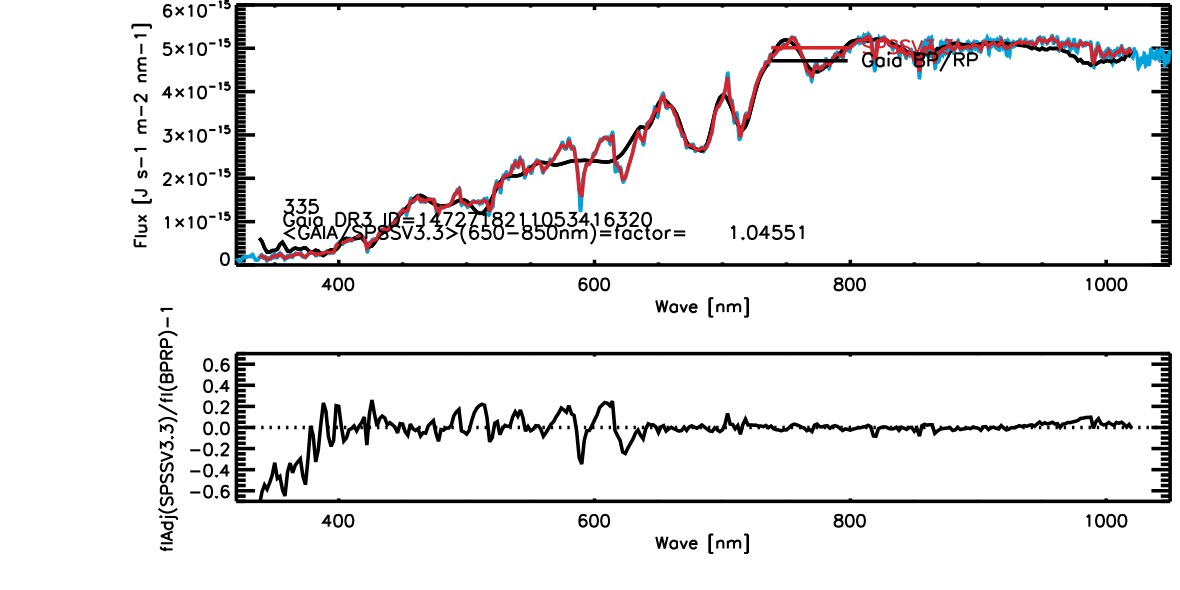 6×10⁻¹⁵
5×10⁻¹⁵
4×10⁻¹⁵
3×10⁻¹⁵
2×10⁻¹⁵
1×10⁻¹⁵
0
Flux [J s−1 m−2 nm−1]
Gaia BP/RP
335
Gaia DR3 ID=1472718211053416320
<GAIA/SPSSV3.3>(650−850nm)=factor= 1.04551
400 600 800 1000
Wave [nm]
flAdj(SPSSV3.3)/fl(BPRP)−1
0.6
0.4
0.2
0.0
−0.2
−0.4
−0.6
400 600 800 1000
Wave [nm]